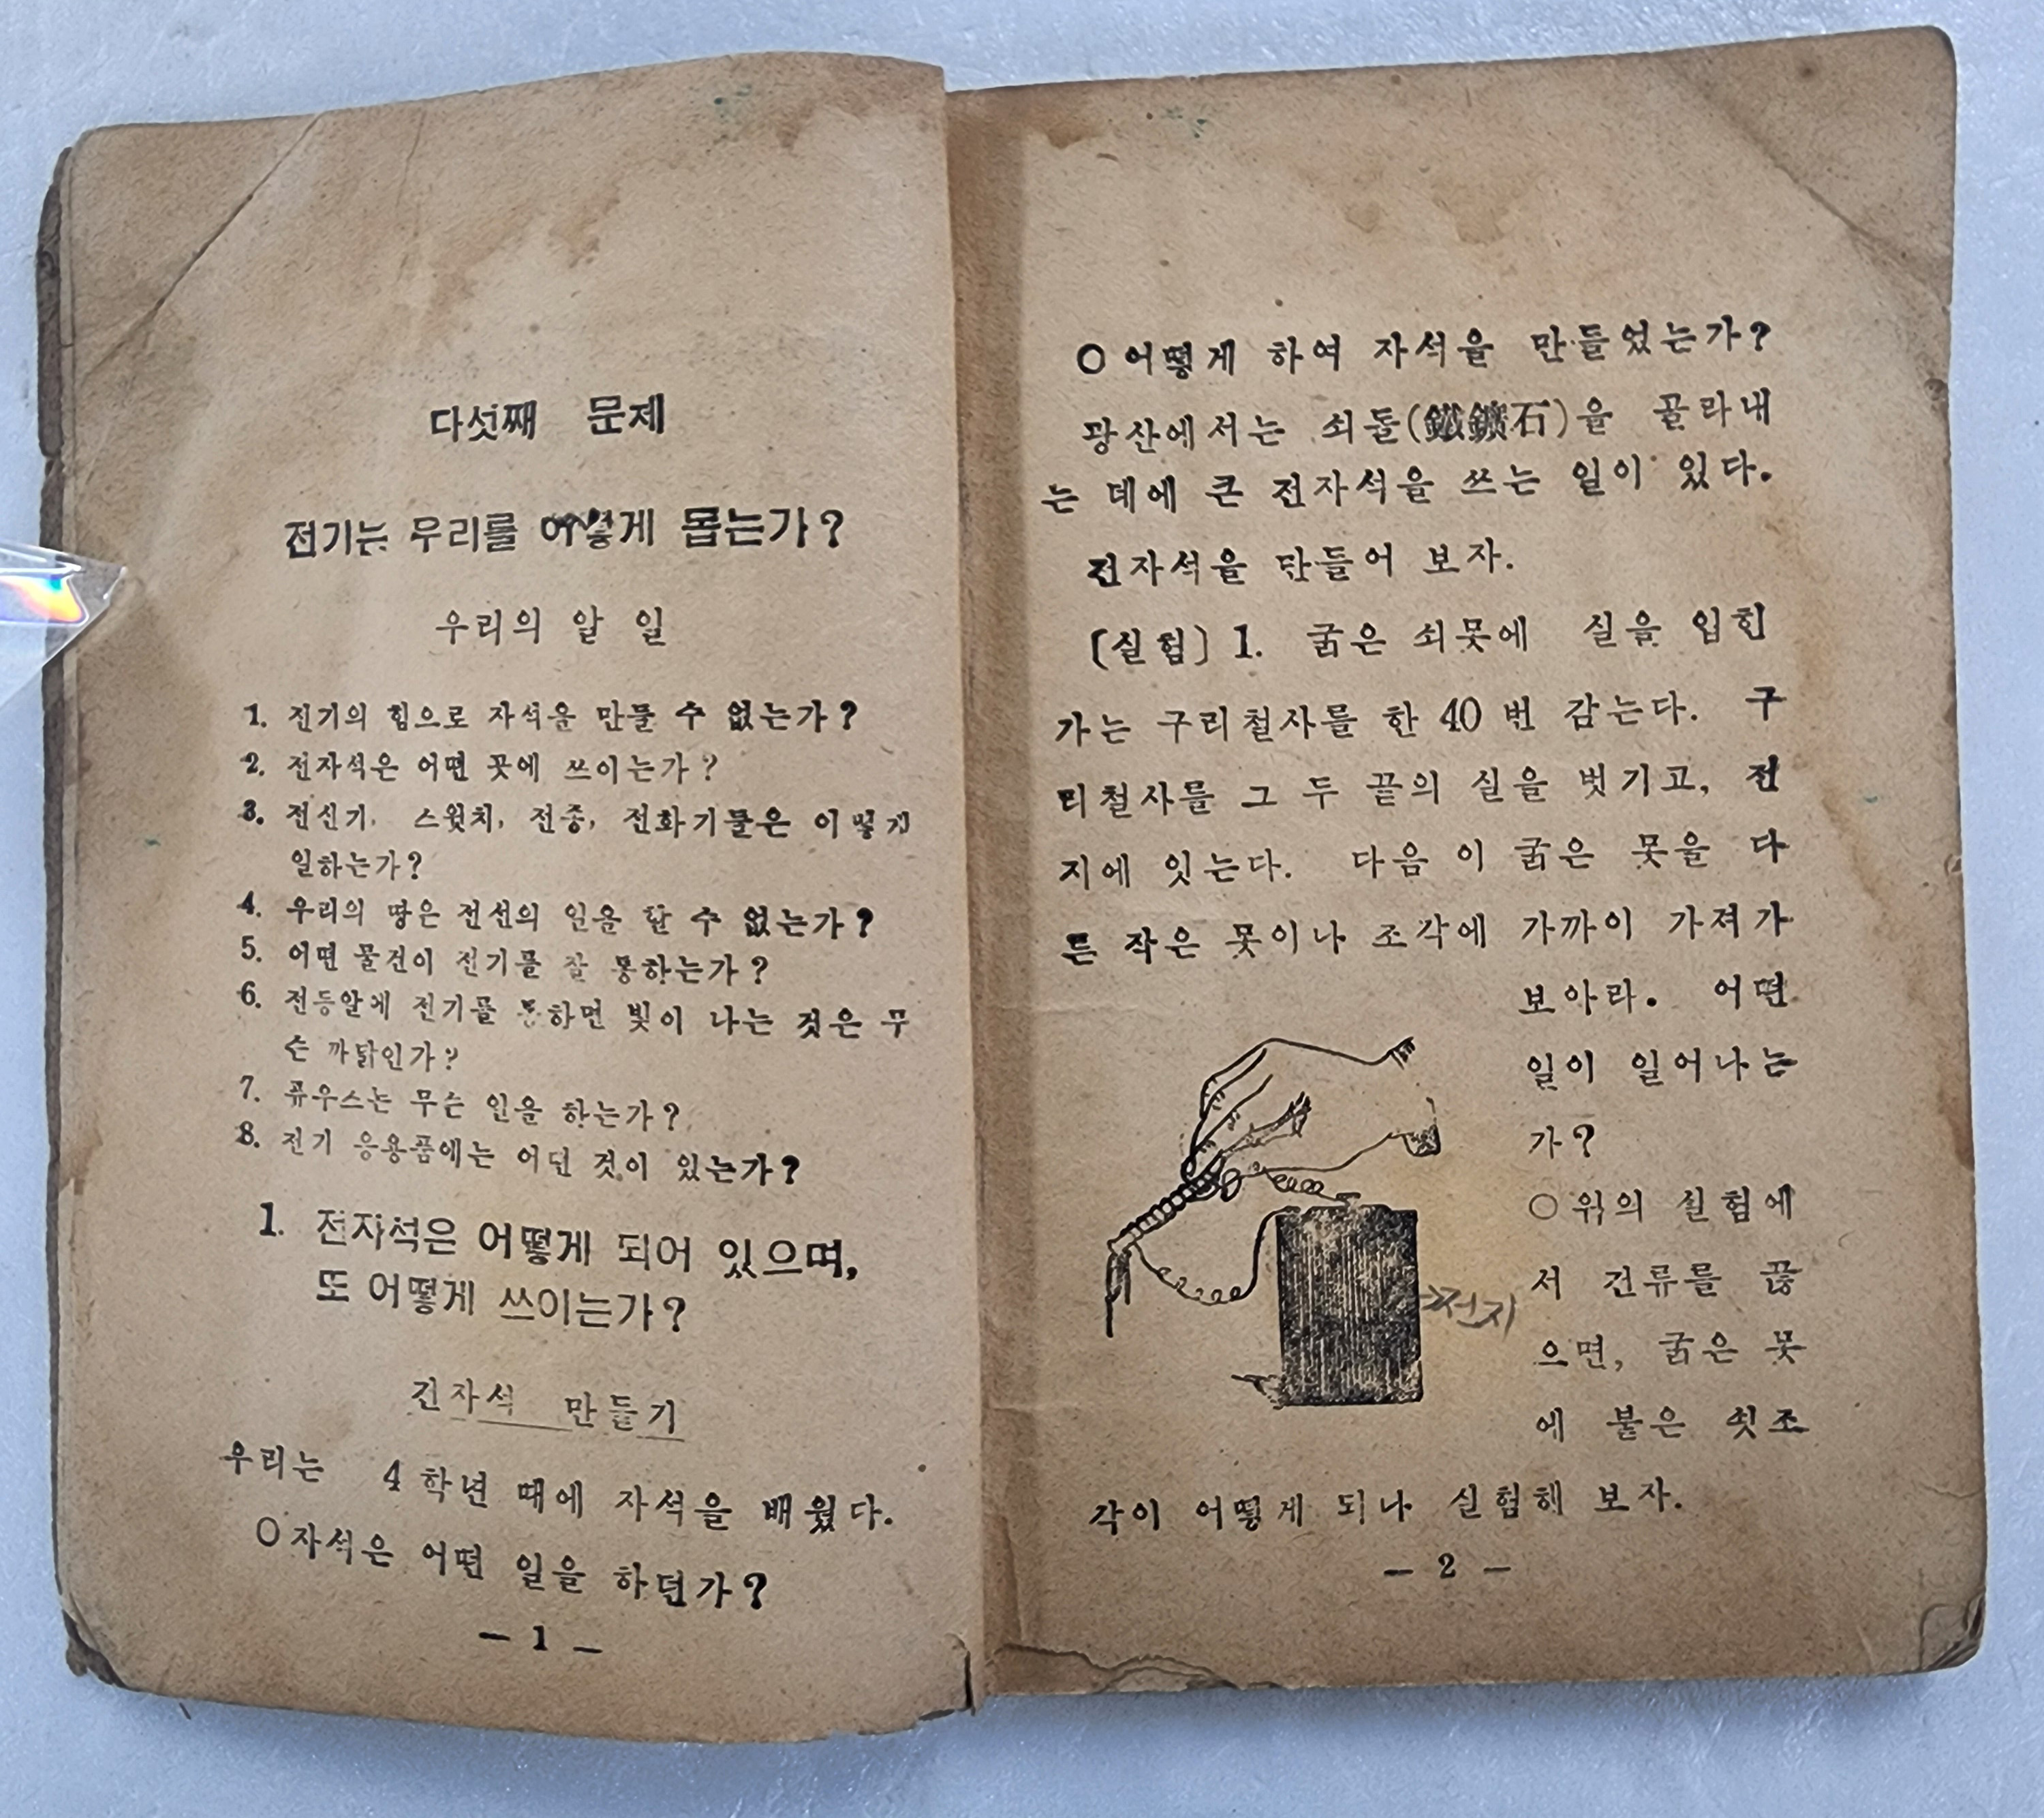 다섯째 문제
전기는 우리를 어떻게 돕는가?
우리의 알 일
1. 전기의 힘으로 자석을 만들 수 없는가?
2. 전자석은 어떤 곳에 쓰이는가?
3. 전신기, 스윗치, 전종, 전화기들은 어떻게
일하는가?
4. 우리의 땅은 전선의 일을 할 수 없는가?
5. 어떤 물건이 전기를 잘 통하는가?
6. 전등알에 전기를 통하면 빛이 나는 것은 무
슨 까닭인가?
7. 퓨우스는 무슨 일을 하는가?
8. 전기 응용품에는 어떤 것이 있는가?
1. 전자석은 어떻게 되어 있으며,
또 어떻게 쓰이는가?
전자석 만들기
우리는 4 학년 때에 자석을 배웠다.
○자석은 어떤 일을 하던가?
— 1 —
○어떻게 하여 자석을 만들었는가?
광산에서는 쇠돌(鐵鑛石)을 골라내
는 데에 큰 전자석을 쓰는 일이 있다.
전자석을 만들어 보자.
〔실험〕 1. 굵은 쇠못에 실을 입힌
가는 구리철사를 한 40 번 감는다. 구
리철사를 그 두 끝의 실을 벗기고, 전
지에 잇는다. 다음 이 굵은 못을 다
른 작은 못이나 조각에 가까이 가져가
보아라. 어떤
일이 일어나는
가?
○위의 실험에
서 전류를 끊
으면, 굵은 못
에 붙은 쇳조
각이 어떻게 되나 실험해 보자.
→전지
— 2 —